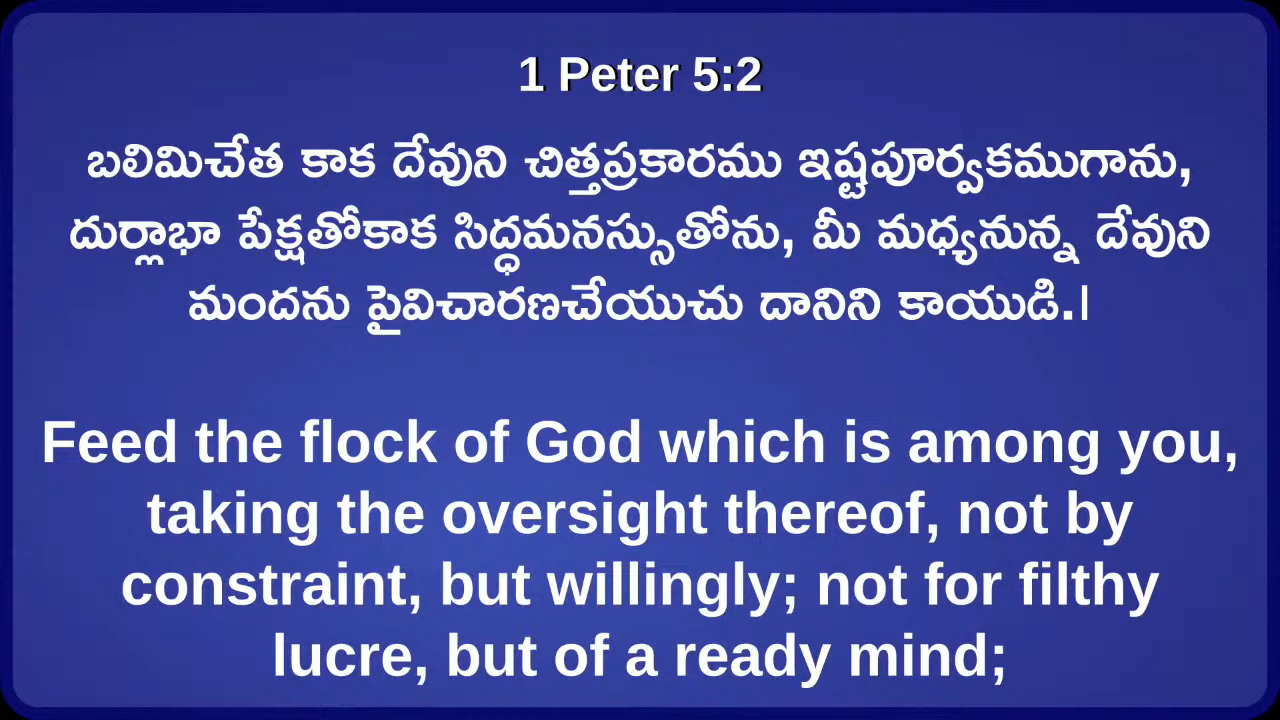 1 Peter 5:2
బలిమిచేత కాక దేవుని చిత్తప్రకారము ఇష్టపూర్వకముగాను,
దుర్లాభా పేక్షతోకాక సిద్ధమనస్సుతోను, మీ మధ్యనున్న దేవుని
మందను పైవిచారణచేయుచు దానిని కాయుడి.|
Feed the flock of God which is among you,
taking the oversight thereof, not by
constraint, but willingly; not for filthy
lucre, but of a ready mind;